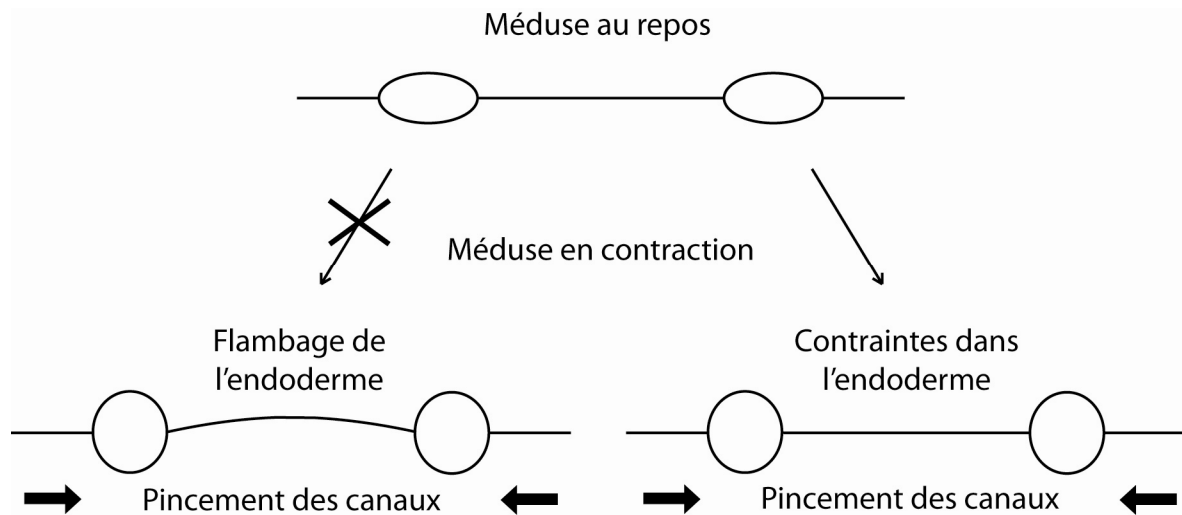 Méduse au repos
Méduse en contraction
Flambage de
l'endoderme
Pincement des canaux
Contraintes dans
l'endoderme
Pincement des canaux